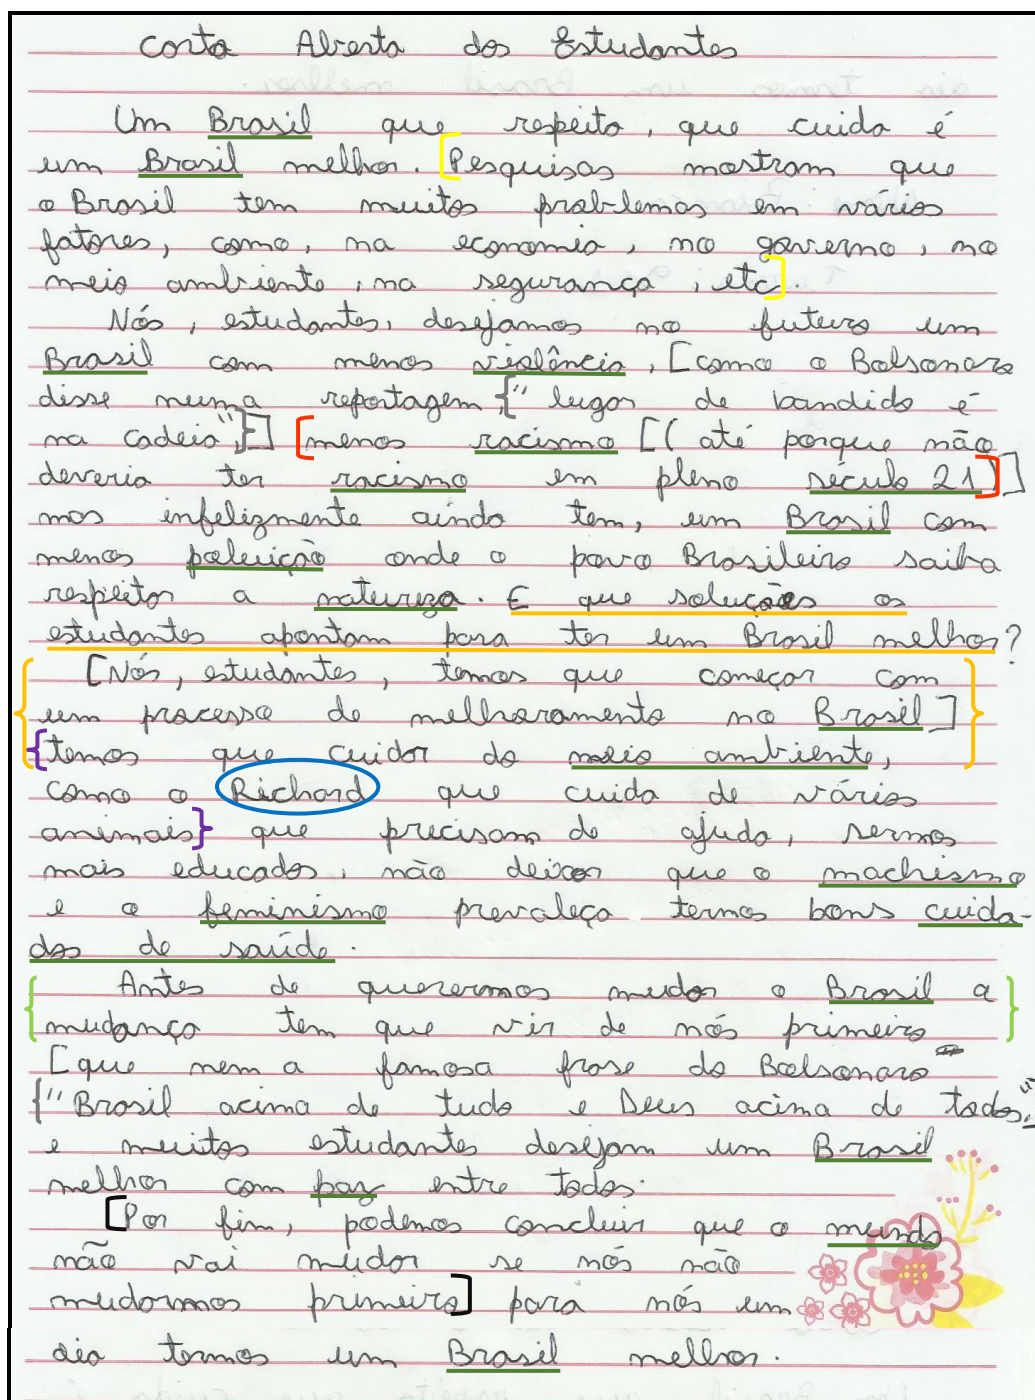 Carta Aberta dos Estudantes
Um Brasil que respeita, que cuida é
um Brasil melhor. [Pesquisas mostram que
o Brasil tem muitos problemas em vários
fatores, como, na economia, no governo, no
meio ambiente, na segurança, etc].
Nós, estudantes, desejamos no futuro um
Brasil com menos violência, [como o Bolsonaro
disse numa reportagem, {"lugar de bandido é
na cadeia",}] [menos racismo [( até porque não
deveria ter racismo em pleno século 21)]]
mas infelizmente ainda tem, um Brasil com
menos poluição onde o povo Brasileiro saiba
respeitar a natureza. E que soluções os
estudantes apontam para ter um Brasil melhor?
{[Nós, estudantes, temos que começar com
um processo de melhoramento no Brasil]
{temos que cuidar do meio ambiente,}
como o Richard que cuida de vários
animais} que precisam de ajuda, sermos
mais educados, não deixar que o machismo
e o feminismo prevaleça termos bons cuida-
dos de saúde.
{Antes de querermos mudar o Brasil a
mudança tem que vir de nós primeiro}
[que nem a famosa frase do Bolsonaro
{"Brasil acima de tudo e Deus acima de todos",
e muitos estudantes desejam um Brasil
melhor com paz entre todos.
[Por fim, podemos concluir que o mundo
não vai mudar se nós não
mudarmos primeiro] para nós um
dia termos um Brasil melhor.